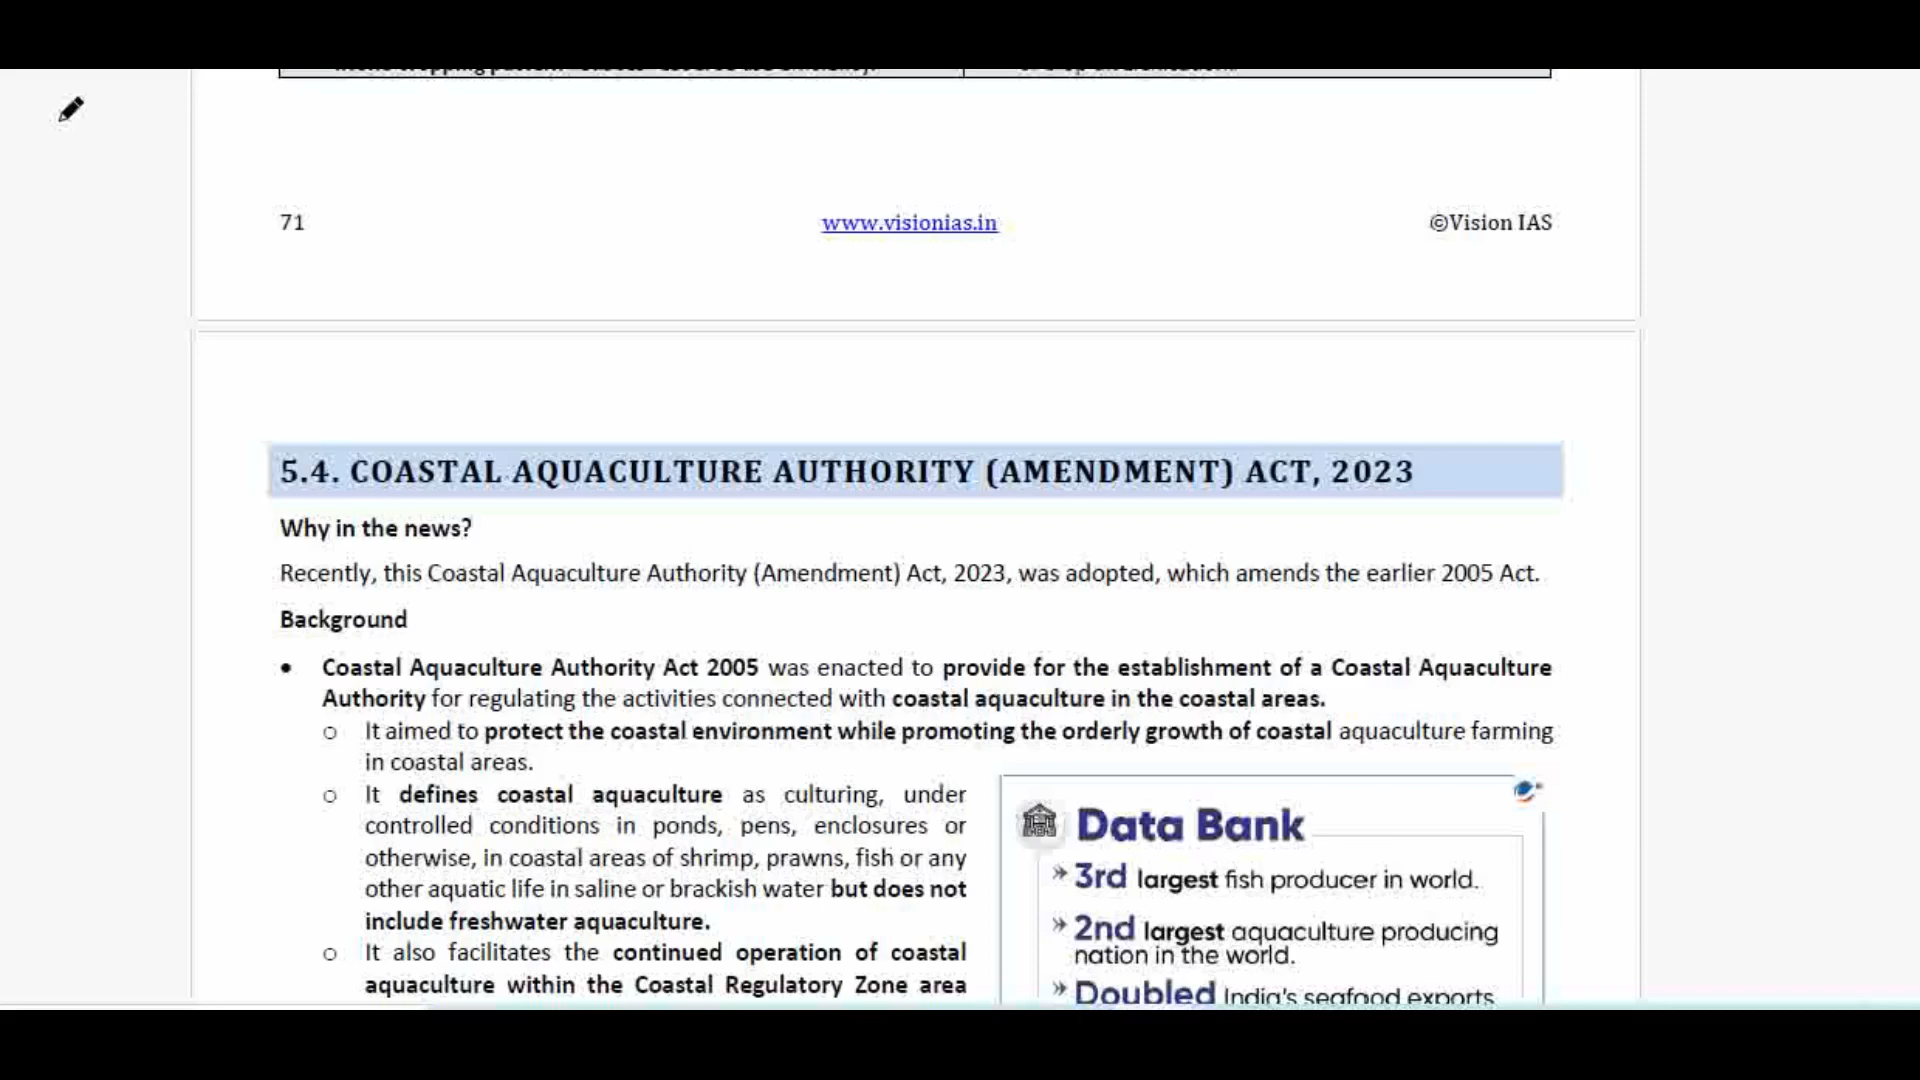 71 www.visionias.in ©Vision IAS
5.4. COASTAL AQUACULTURE AUTHORITY (AMENDMENT) ACT, 2023
Why in the news?
Recently, this Coastal Aquaculture Authority (Amendment) Act, 2023, was adopted, which amends the earlier 2005 Act.
Background
• Coastal Aquaculture Authority Act 2005 was enacted to provide for the establishment of a Coastal Aquaculture
Authority for regulating the activities connected with coastal aquaculture in the coastal areas.
o It aimed to protect the coastal environment while promoting the orderly growth of coastal aquaculture farming
in coastal areas.
o It defines coastal aquaculture as culturing, under
controlled conditions in ponds, pens, enclosures or
otherwise, in coastal areas of shrimp, prawns, fish or any
other aquatic life in saline or brackish water but does not
include freshwater aquaculture.
o It also facilitates the continued operation of coastal
aquaculture within the Coastal Regulatory Zone area
Data Bank
» 3rd largest fish producer in world.
» 2nd largest aquaculture producing
nation in the world.
» Doubled India's seafood exports